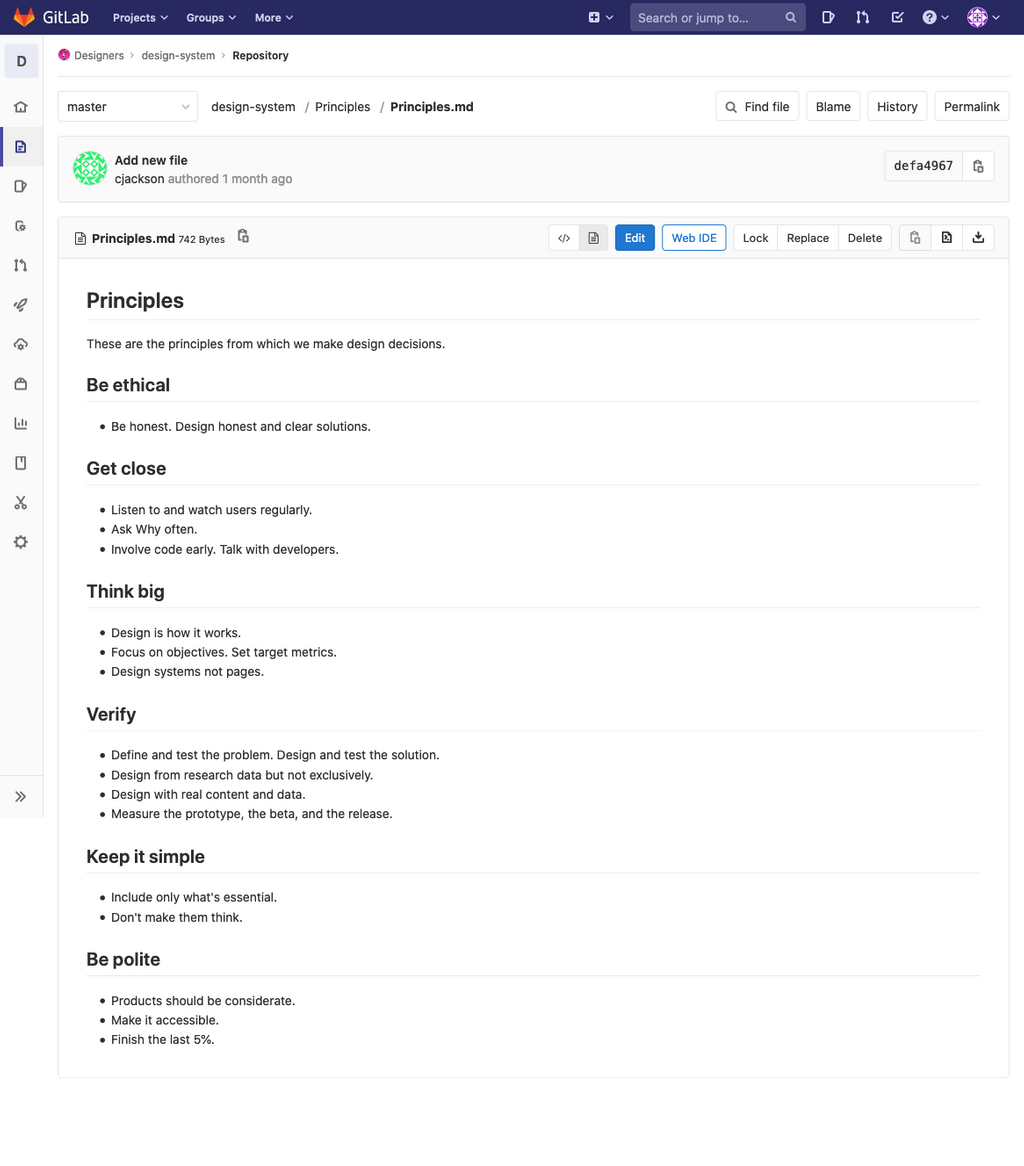 GitLab Projects Groups More Search or jump to...
D Designers › design-system › Repository
master design-system / Principles / Principles.md Find file Blame History Permalink
Add new file
cjackson authored 1 month ago
defa4967
Principles.md 742 Bytes </> Edit Web IDE Lock Replace Delete
Principles
These are the principles from which we make design decisions.
Be ethical
• Be honest. Design honest and clear solutions.
Get close
• Listen to and watch users regularly.
• Ask Why often.
• Involve code early. Talk with developers.
Think big
• Design is how it works.
• Focus on objectives. Set target metrics.
• Design systems not pages.
Verify
• Define and test the problem. Design and test the solution.
• Design from research data but not exclusively.
• Design with real content and data.
• Measure the prototype, the beta, and the release.
Keep it simple
• Include only what's essential.
• Don't make them think.
Be polite
• Products should be considerate.
• Make it accessible.
• Finish the last 5%.